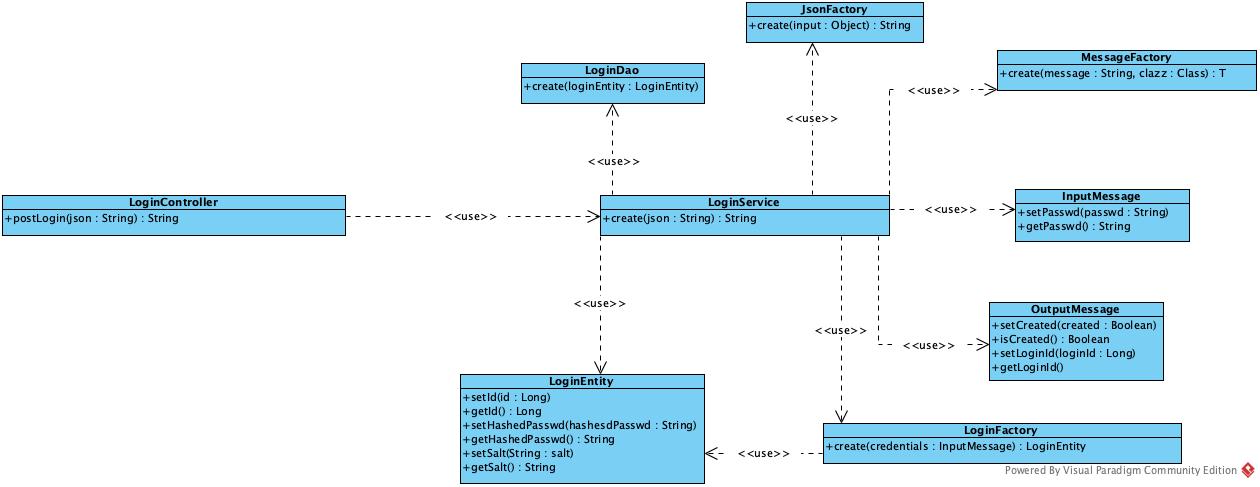 JsonFactory
+create(input : Object) : String
MessageFactory
+create(message : String, clazz : Class) : T
LoginDao
+create(loginEntity : LoginEntity)
<<use>>
<<use>>
<<use>>
LoginController
+postLogin(json : String) : String
<<use>>
LoginService
+create(json : String) : String
<<use>>
InputMessage
+setPasswd(passwd : String)
+getPasswd() : String
<<use>>
<<use>>
<<use>>
OutputMessage
+setCreated(created : Boolean)
+isCreated() : Boolean
+setLoginId(loginId : Long)
+getLoginId()
LoginEntity
+setId(id : Long)
+getId() : Long
+setHashedPasswd(hashesdPasswd : String)
+getHashedPasswd() : String
+setSalt(String : salt)
+getSalt() : String
<<use>>
LoginFactory
+create(credentials : InputMessage) : LoginEntity
Powered By Visual Paradigm Community Edition